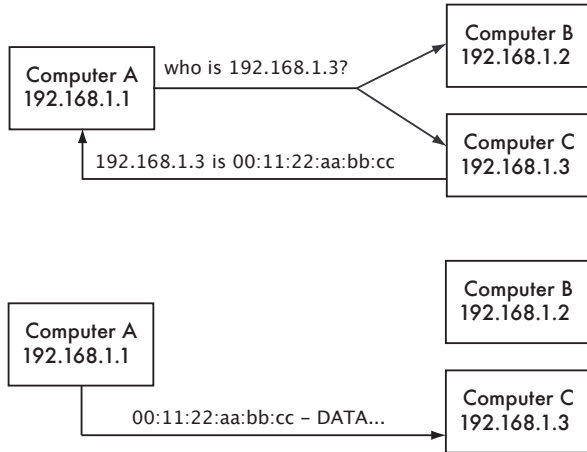 Computer B
192.168.1.2
Computer A
192.168.1.1
who is 192.168.1.3?
Computer C
192.168.1.3
192.168.1.3 is 00:11:22:aa:bb:cc
Computer B
192.168.1.2
Computer A
192.168.1.1
Computer C
192.168.1.3
00:11:22:aa:bb:cc – DATA...